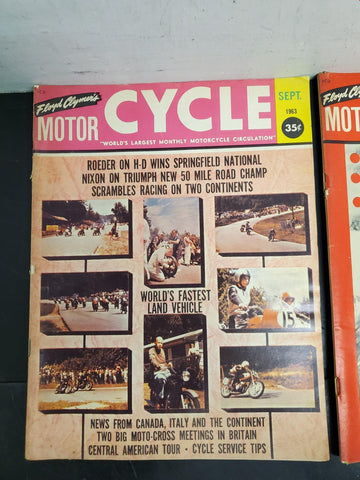 Floyd Clymer's
MOTOR CYCLE
SEPT.
1963
35¢
"WORLD'S LARGEST MONTHLY MOTORCYCLE CIRCULATION"
ROEDER ON H-D WINS SPRINGFIELD NATIONAL
NIXON ON TRIUMPH NEW 50 MILE ROAD CHAMP
SCRAMBLES RACING ON TWO CONTINENTS
WORLD'S FASTEST
LAND VEHICLE
15
NEWS FROM CANADA, ITALY AND THE CONTINENT
TWO BIG MOTO-CROSS MEETINGS IN BRITAIN
CENTRAL AMERICAN TOUR • CYCLE SERVICE TIPS
Floyd Clymer's
MOT